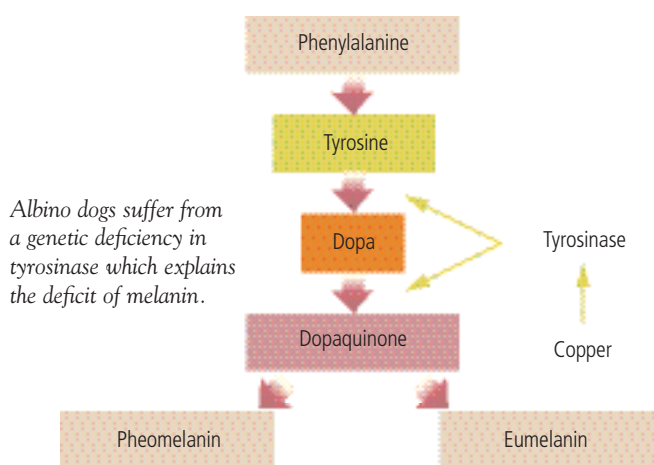 Phenylalanine
Tyrosine
Albino dogs suffer from
a genetic deficiency in
tyrosinase which explains
the deficit of melanin.
Dopa
Tyrosinase
Dopaquinone
Copper
Pheomelanin
Eumelanin